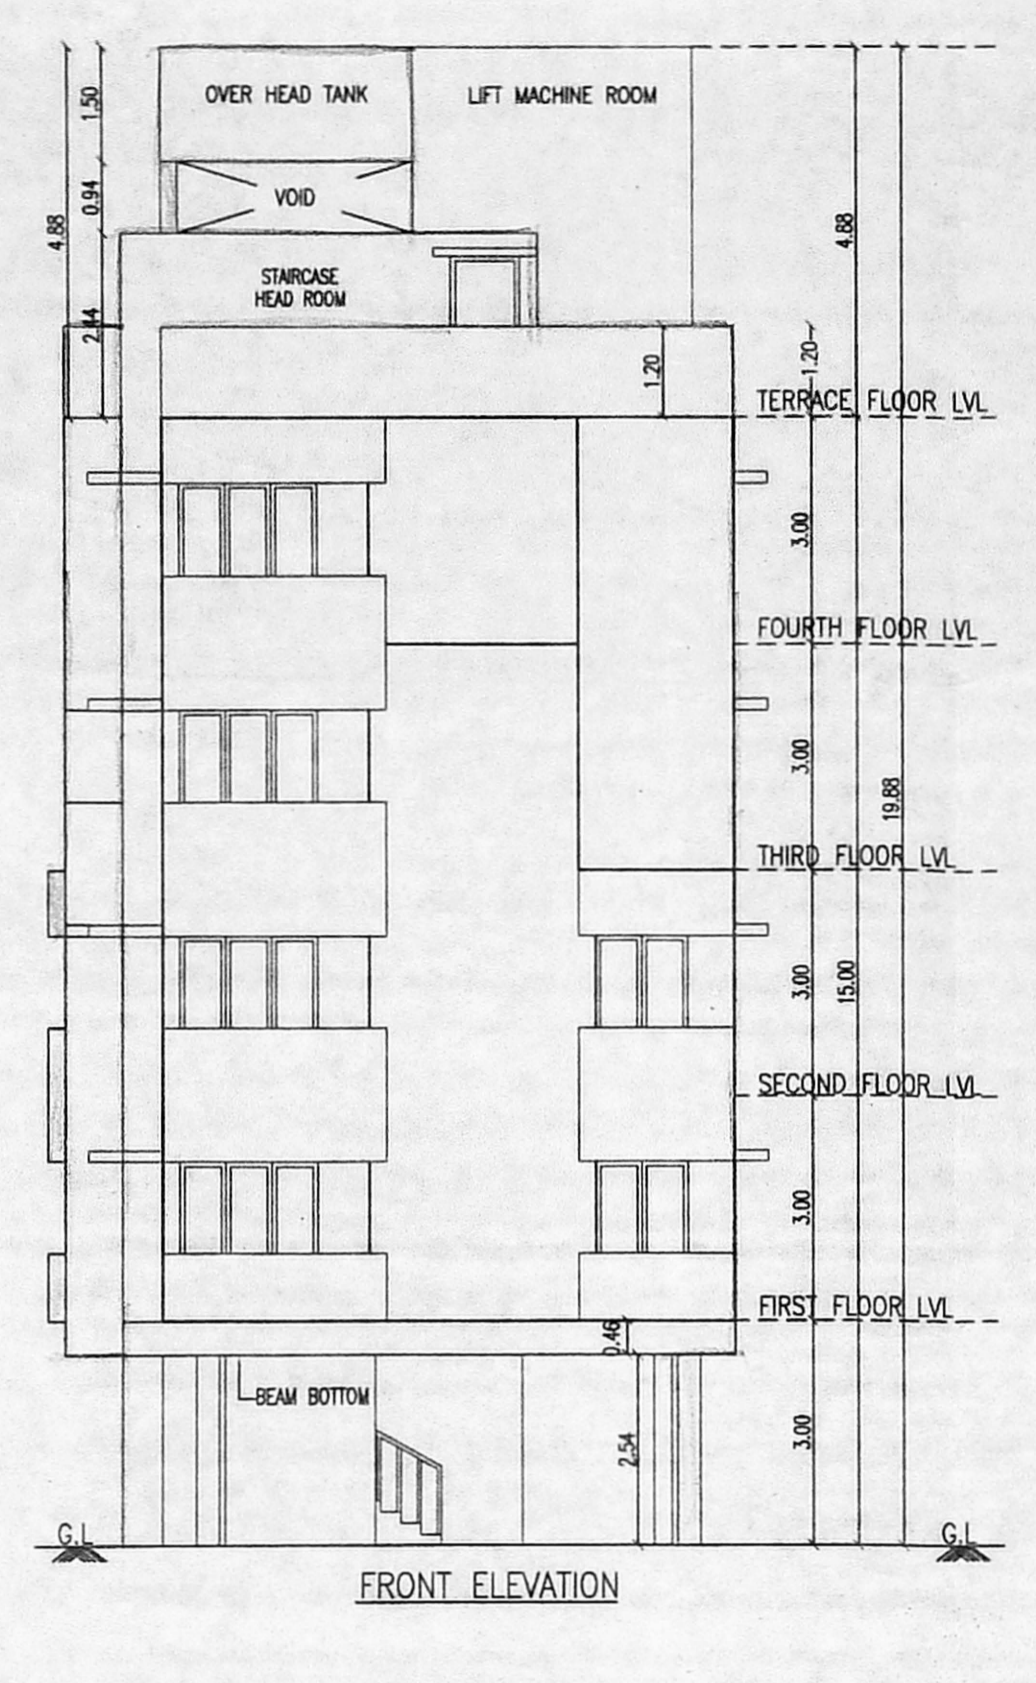 OVER HEAD TANK
LIFT MACHINE ROOM
1.50
0.94
VOID
4.88
4.88
STAIRCASE
HEAD ROOM
2.44
1.20
1.20
TERRACE FLOOR LVL
3.00
FOURTH FLOOR LVL
3.00
19.88
THIRD FLOOR LVL
3.00
15.00
SECOND FLOOR LVL
3.00
FIRST FLOOR LVL
0.46
BEAM BOTTOM
3.00
2.54
G.L
G.L
FRONT ELEVATION